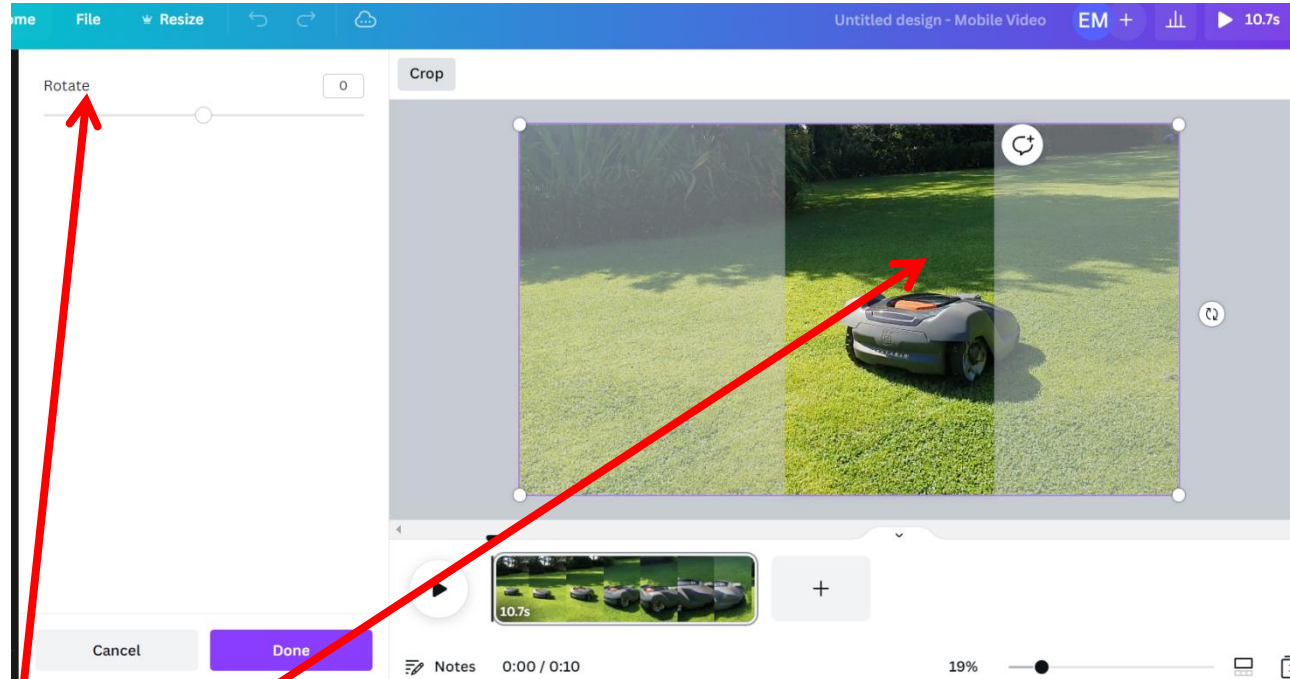 ome File Resize Untitled design - Mobile Video EM + 10.7s
Rotate 0
Crop
10.7s
Cancel Done
Notes 0:00 / 0:10 19%